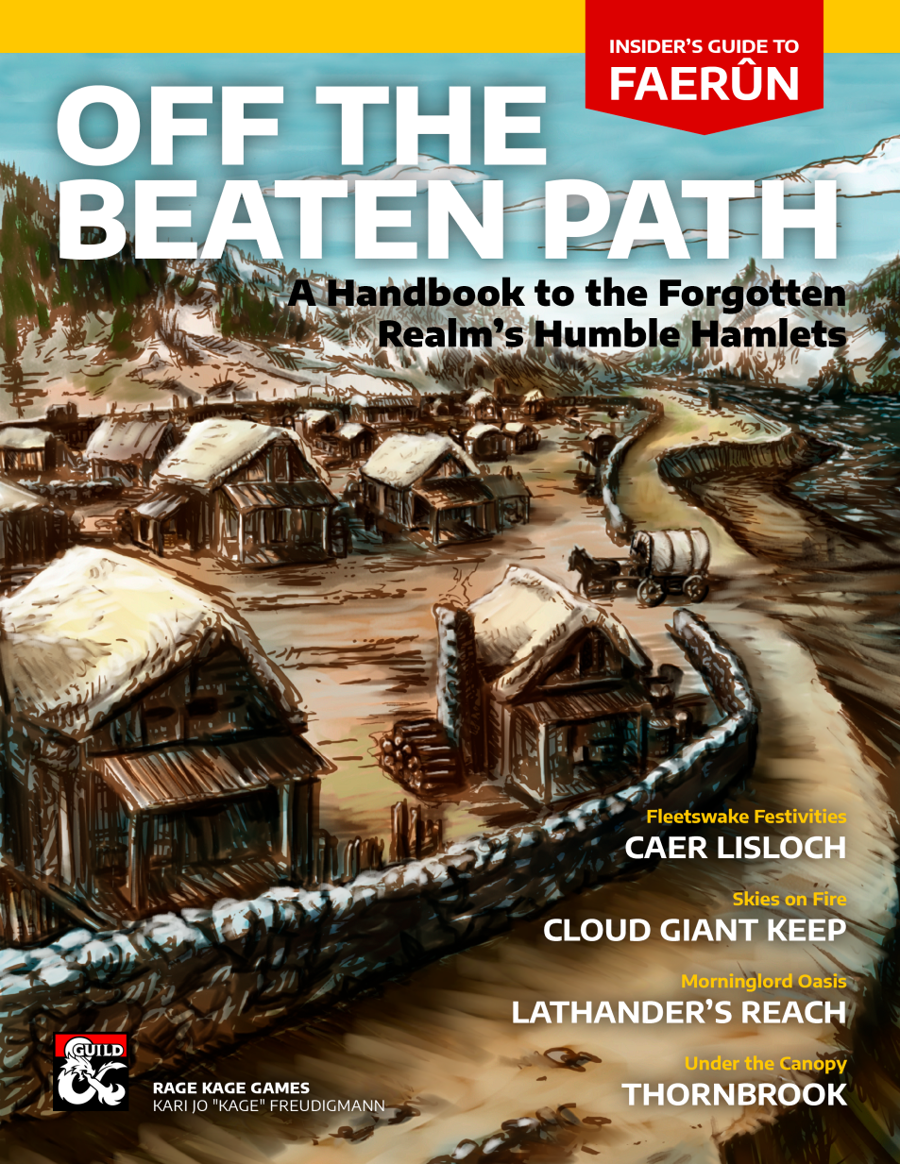 INSIDER'S GUIDE TO
FAERÛN
OFF THE
BEATEN PATH
A Handbook to the Forgotten
Realm's Humble Hamlets
Fleetswake Festivities
CAER LISLOCH
Skies on Fire
CLOUD GIANT KEEP
Morninglord Oasis
LATHANDER'S REACH
Under the Canopy
THORNBROOK
GUILD
RAGE KAGE GAMES
KARI JO "KAGE" FREUDIGMANN